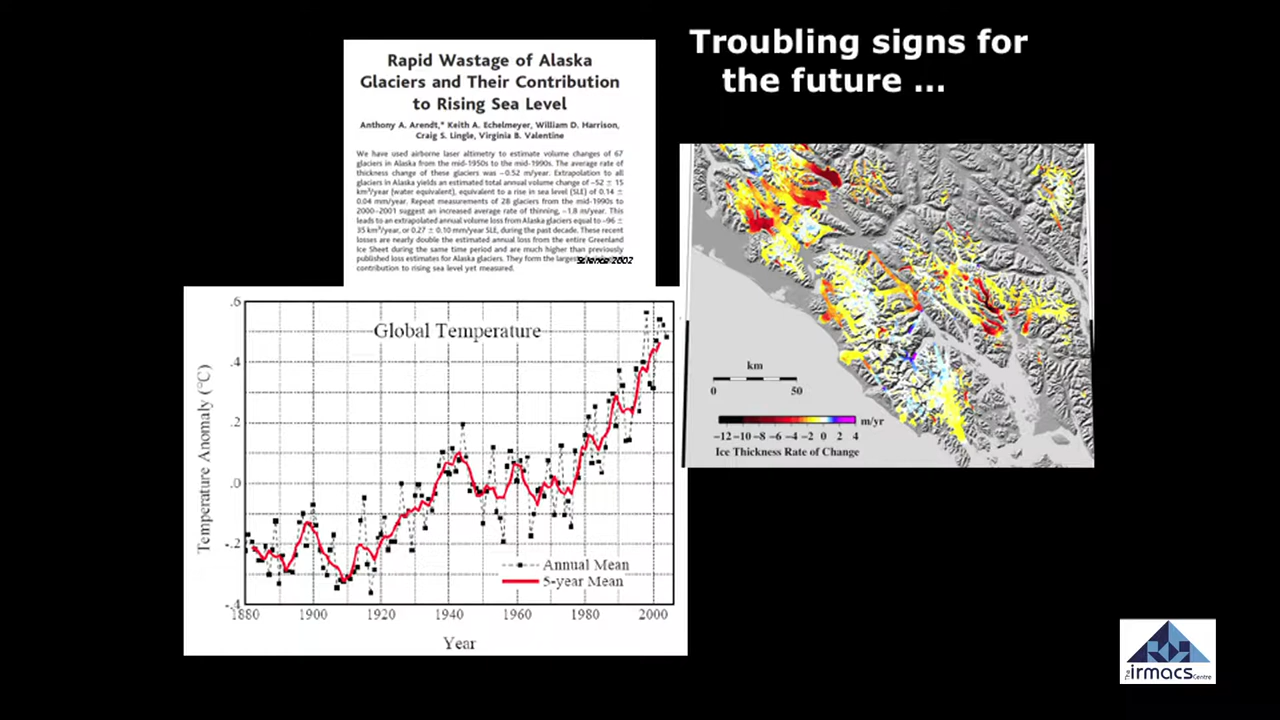 Troubling signs for
the future ...
Rapid Wastage of Alaska
Glaciers and Their Contribution
to Rising Sea Level
Anthony A. Arendt,* Keith A. Echelmeyer, William D. Harrison,
Craig S. Lingle, Virginia B. Valentine
We have used airborne laser altimetry to estimate volume changes of 67
glaciers in Alaska from the mid-1950s to the mid-1990s. The average rate of
thickness change of these glaciers was −0.52 m/year. Extrapolation to all
glaciers in Alaska yields an estimated total annual volume change of −52 ± 15
km³/year (water equivalent), equivalent to a rise in sea level (SLE) of 0.14 ±
0.04 mm/year. Repeat measurements of 28 glaciers from the mid-1990s to
2000–2001 suggest an increased average rate of thinning, −1.8 m/year. This
leads to an extrapolated annual volume loss from Alaska glaciers equal to −96 ±
35 km³/year, or 0.27 ± 0.10 mm/year SLE, during the past decade. These recent
losses are nearly double the estimated annual loss from the entire Greenland
Ice Sheet during the same time period and are much higher than previously
published loss estimates for Alaska glaciers. They form the largest
contribution to rising sea level yet measured.
Science 2002
Global Temperature
.6
.4
.2
.0
-.2
-.4
Temperature Anomaly (°C)
Annual Mean
5-year Mean
1880 1900 1920 1940 1960 1980 2000
Year
km
0 50
m/yr
−12 −10 −8 −6 −4 −2 0 2 4
Ice Thickness Rate of Change
The irmacs Centre